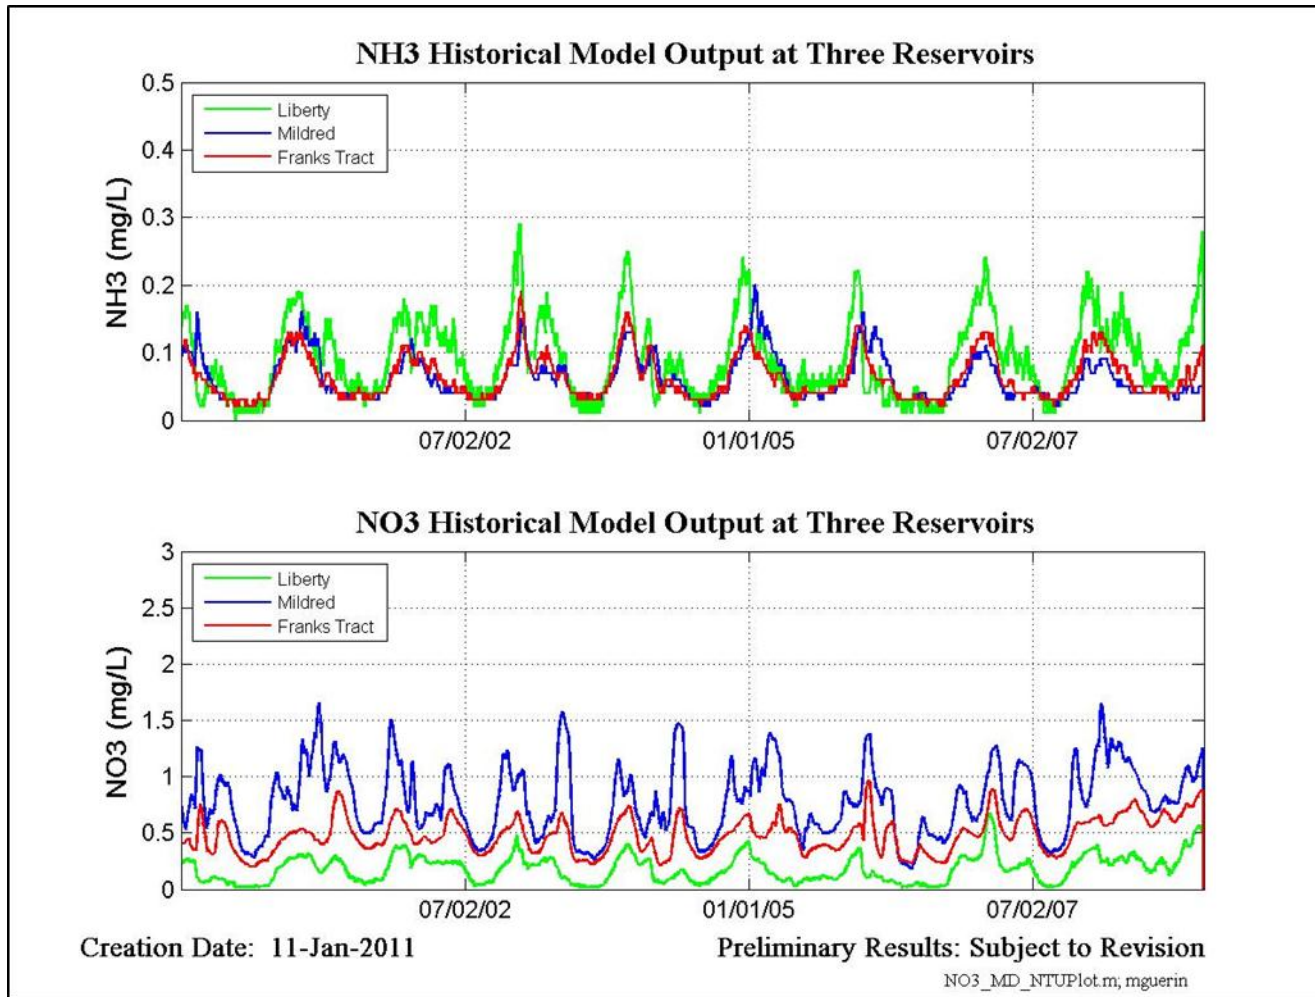 NH3 Historical Model Output at Three Reservoirs
NH3 (mg/L)
0.5
0.4
0.3
0.2
0.1
0
Liberty
Mildred
Franks Tract
07/02/02
01/01/05
07/02/07
NO3 Historical Model Output at Three Reservoirs
NO3 (mg/L)
3
2.5
2
1.5
1
0.5
0
Liberty
Mildred
Franks Tract
07/02/02
01/01/05
07/02/07
Creation Date: 11-Jan-2011
Preliminary Results: Subject to Revision
NO3_MD_NTUPlot.m; mguerin